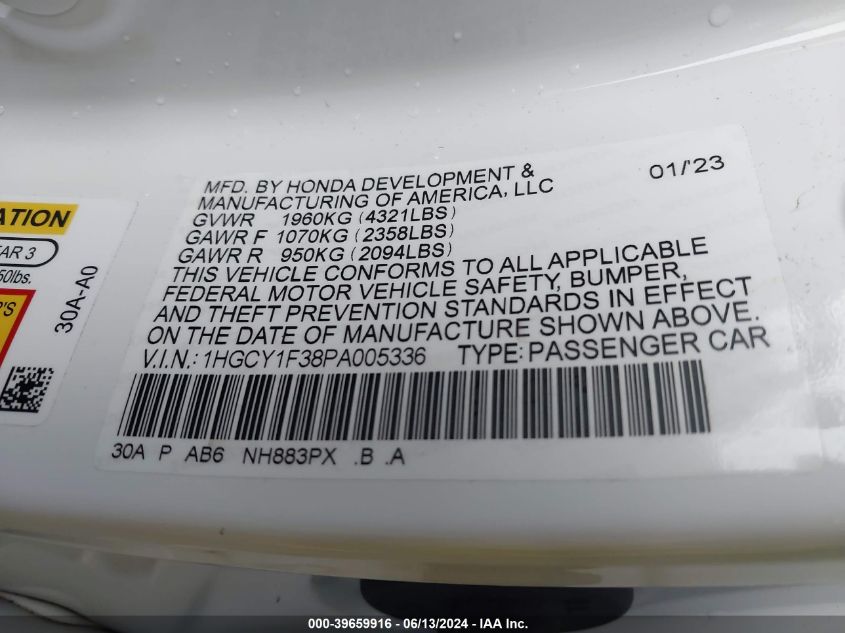 MFD. BY HONDA DEVELOPMENT & 01/'23
MANUFACTURING OF AMERICA, LLC
GVWR 1960KG (4321LBS)
GAWR F 1070KG (2358LBS)
GAWR R 950KG (2094LBS)
THIS VEHICLE CONFORMS TO ALL APPLICABLE
FEDERAL MOTOR VEHICLE SAFETY, BUMPER,
AND THEFT PREVENTION STANDARDS IN EFFECT
ON THE DATE OF MANUFACTURE SHOWN ABOVE.
V.I.N.: 1HGCY1F38PA005336 TYPE: PASSENGER CAR
30A P AB6 NH883PX .B .A
ATION
AR 3
50lbs.
'S
30A-A0
000-39659916 - 06/13/2024 - IAA Inc.